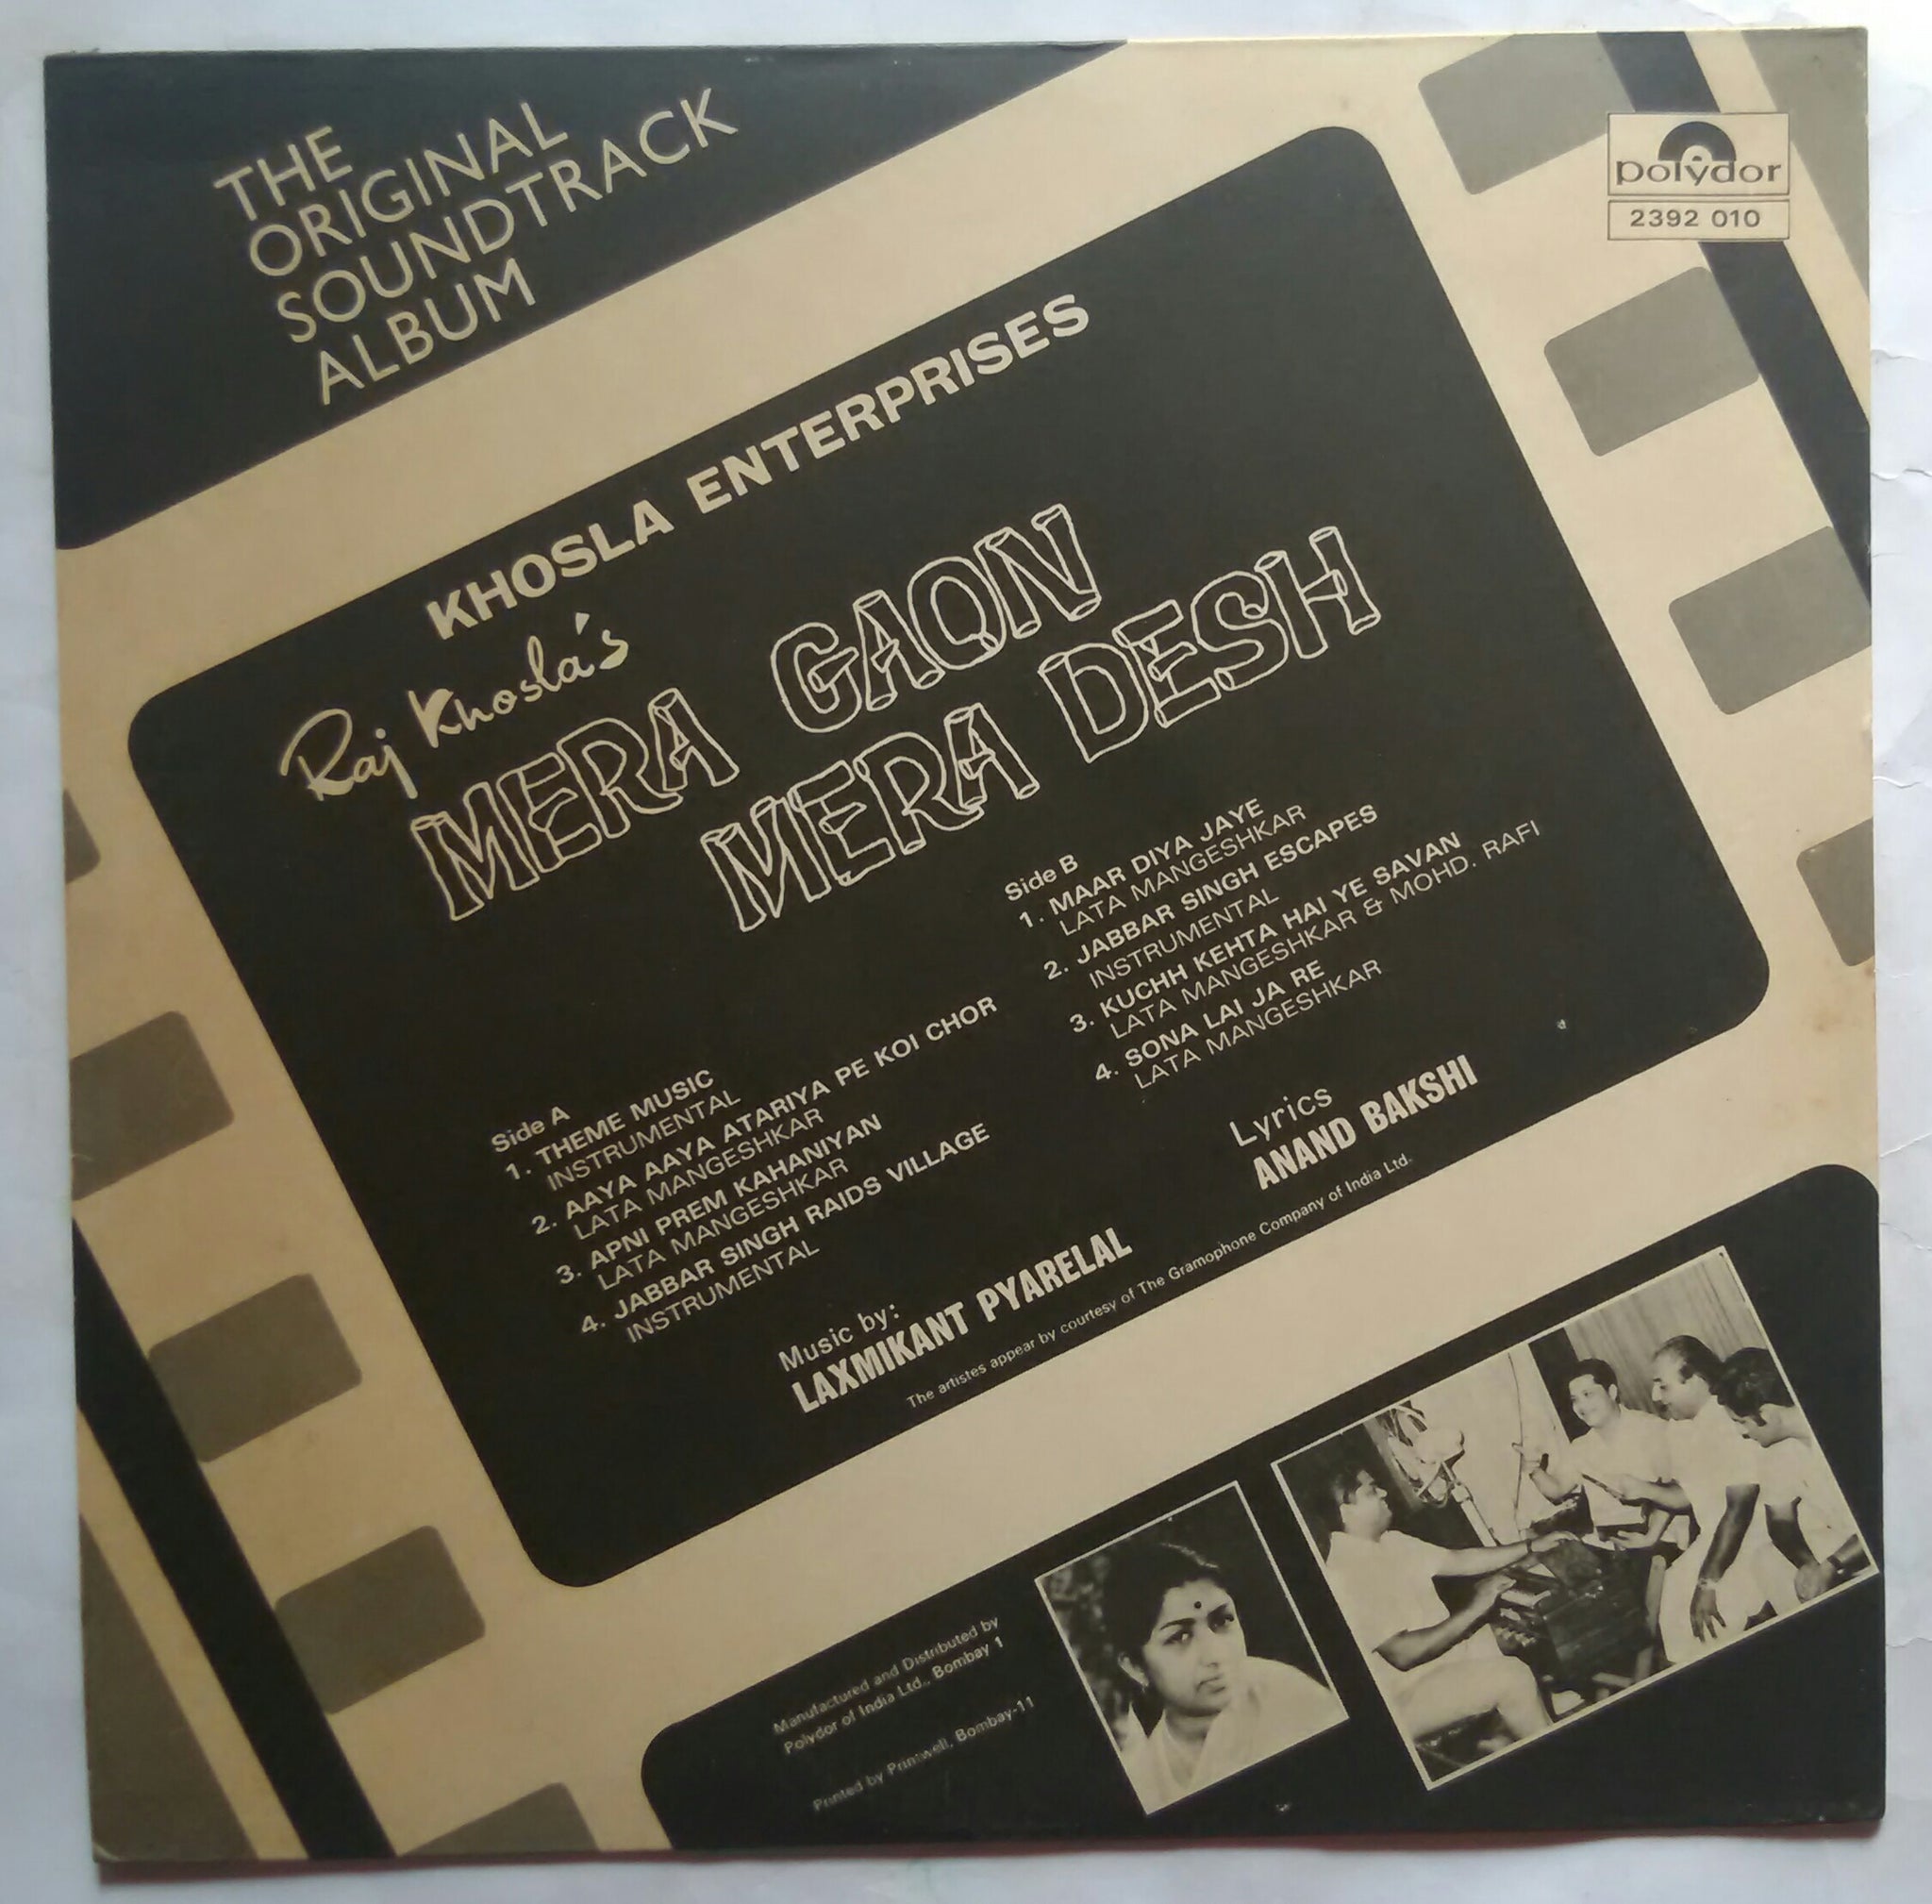 THE
ORIGINAL
SOUNDTRACK
ALBUM
polydor
2392 010
KHOSLA ENTERPRISES
Raj Khosla's
MERA GAON
MERA DESH
Side A
1. THEME MUSIC
INSTRUMENTAL
2. AAYA AAYA ATARIYA PE KOI CHOR
LATA MANGESHKAR
3. APNI PREM KAHANIYAN
LATA MANGESHKAR
4. JABBAR SINGH RAIDS VILLAGE
INSTRUMENTAL
Side B
1. MAAR DIYA JAYE
LATA MANGESHKAR
2. JABBAR SINGH ESCAPES
INSTRUMENTAL
3. KUCHH KEHTA HAI YE SAVAN
LATA MANGESHKAR & MOHD. RAFI
4. SONA LAI JA RE
LATA MANGESHKAR
Music by:
LAXMIKANT PYARELAL
Lyrics
ANAND BAKSHI
The artistes appear by courtesy of The Gramophone Company of India Ltd.
Manufactured and Distributed by
Polydor of India Ltd., Bombay 1
Printed by Printwell, Bombay-11